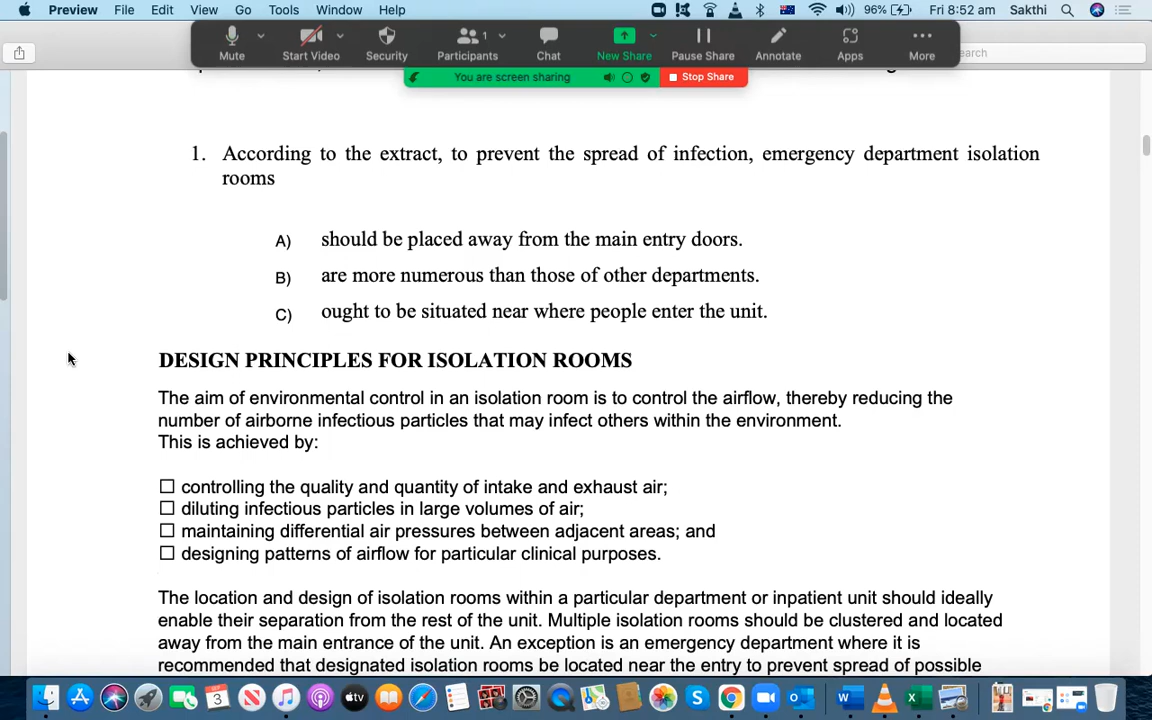 Preview File Edit View Go Tools Window Help 96% Fri 8:52 am Sakthi
Mute Start Video Security Participants 1 Chat New Share Pause Share Annotate Apps More earch
You are screen sharing Stop Share
1. According to the extract, to prevent the spread of infection, emergency department isolation
rooms
A) should be placed away from the main entry doors.
B) are more numerous than those of other departments.
C) ought to be situated near where people enter the unit.
DESIGN PRINCIPLES FOR ISOLATION ROOMS
The aim of environmental control in an isolation room is to control the airflow, thereby reducing the
number of airborne infectious particles that may infect others within the environment.
This is achieved by:
☐ controlling the quality and quantity of intake and exhaust air;
☐ diluting infectious particles in large volumes of air;
☐ maintaining differential air pressures between adjacent areas; and
☐ designing patterns of airflow for particular clinical purposes.
The location and design of isolation rooms within a particular department or inpatient unit should ideally
enable their separation from the rest of the unit. Multiple isolation rooms should be clustered and located
away from the main entrance of the unit. An exception is an emergency department where it is
recommended that designated isolation rooms be located near the entry to prevent spread of possible